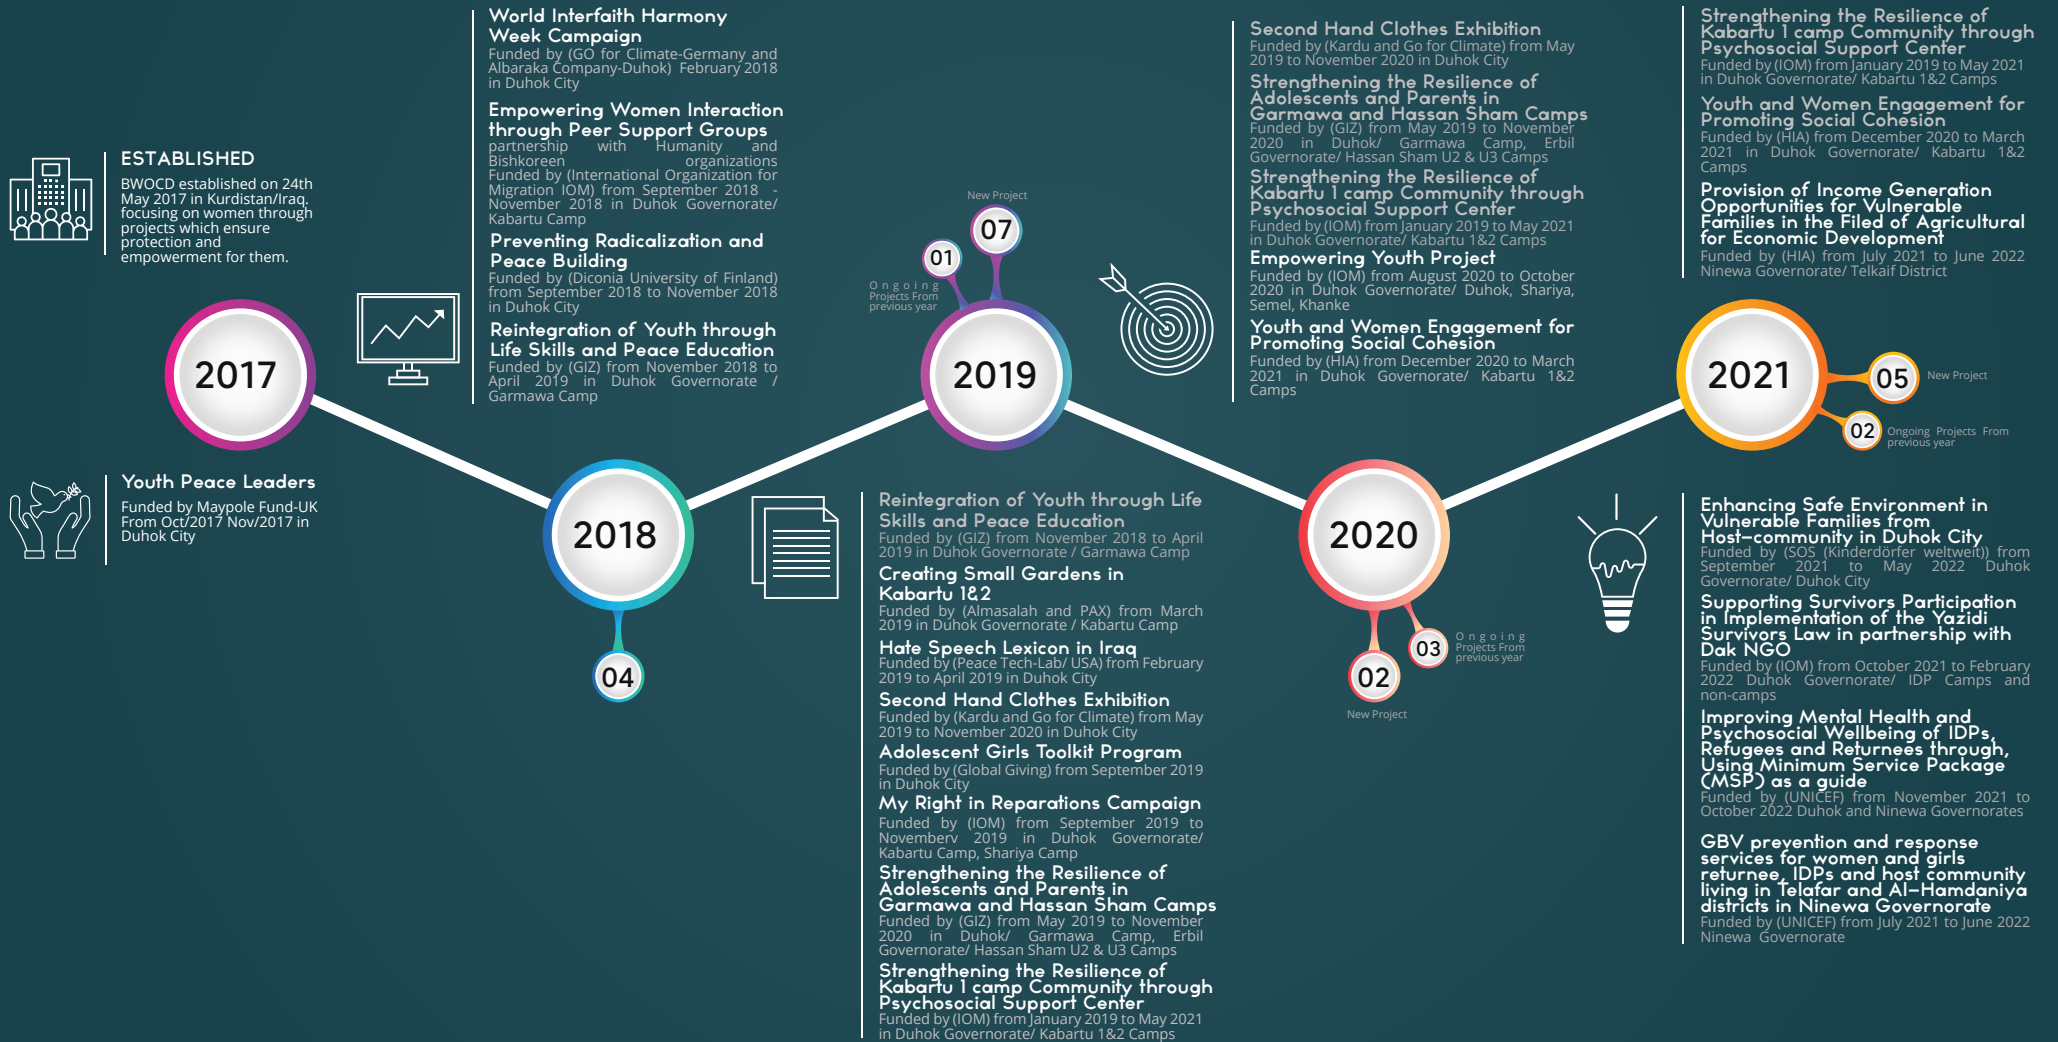 ESTABLISHED
BWOCD established on 24th
May 2017 in Kurdistan/Iraq.
focusing on women through
projects which ensure
protection and
empowerment for them.
2017
Youth Peace Leaders
Funded by Maypole Fund-UK
From Oct/2017 Nov/2017 in
Duhok City
World Interfaith Harmony
Week Campaign
Funded by (GO for Climate-Germany and
Albaraka Company-Duhok) February 2018
in Duhok City
Empowering Women Interaction
through Peer Support Groups
partnership with Humanity and
Bishkoreen organizations
Funded by (International Organization for
Migration IOM) from September 2018 -
November 2018 in Duhok Governorate/
Kabartu Camp
Preventing Radicalization and
Peace Building
Funded by (Diconia University of Finland)
from September 2018 to November 2018
in Duhok City
Reintegration of Youth through
Life Skills and Peace Education
Funded by (GIZ) from November 2018 to
April 2019 in Duhok Governorate /
Garmawa Camp
2018
04
New Project
07
01
Ongoing
Projects From
previous year
2019
Reintegration of Youth through Life
Skills and Peace Education
Funded by (GIZ) from November 2018 to April
2019 in Duhok Governorate / Garmawa Camp
Creating Small Gardens in
Kabartu 1&2
Funded by (Almasalah and PAX) from March
2019 in Duhok Governorate / Kabartu Camp
Hate Speech Lexicon in Iraq
Funded by (Peace Tech-Lab/ USA) from February
2019 to April 2019 in Duhok City
Second Hand Clothes Exhibition
Funded by (Kardu and Go for Climate) from May
2019 to November 2020 in Duhok City
Adolescent Girls Toolkit Program
Funded by (Global Giving) from September 2019
in Duhok City
My Right in Reparations Campaign
Funded by (IOM) from September 2019 to
Novemberv 2019 in Duhok Governorate/
Kabartu Camp, Shariya Camp
Strengthening the Resilience of
Adolescents and Parents in
Garmawa and Hassan Sham Camps
Funded by (GIZ) from May 2019 to November
2020 in Duhok/ Garmawa Camp, Erbil
Governorate/ Hassan Sham U2 & U3 Camps
Strengthening the Resilience of
Kabartu 1 camp Community through
Psychosocial Support Center
Funded by (IOM) from January 2019 to May 2021
in Duhok Governorate/ Kabartu 1&2 Camps
Second Hand Clothes Exhibition
Funded by (Kardu and Go for Climate) from May
2019 to November 2020 in Duhok City
Strengthening the Resilience of
Adolescents and Parents in
Garmawa and Hassan Sham Camps
Funded by (GIZ) from May 2019 to November
2020 in Duhok/ Garmawa Camp, Erbil
Governorate/ Hassan Sham U2 & U3 Camps
Strengthening the Resilience of
Kabartu 1 camp Community through
Psychosocial Support Center
Funded by (IOM) from January 2019 to May 2021
in Duhok Governorate/ Kabartu 1&2 Camps
Empowering Youth Project
Funded by (IOM) from August 2020 to October
2020 in Duhok Governorate/ Duhok, Shariya,
Semel, Khanke
Youth and Women Engagement for
Promoting Social Cohesion
Funded by (HIA) from December 2020 to March
2021 in Duhok Governorate/ Kabartu 1&2
Camps
2020
03
Ongoing
Projects From
previous year
02
New Project
Strengthening the Resilience of
Kabartu 1 camp Community through
Psychosocial Support Center
Funded by (IOM) from January 2019 to May 2021
in Duhok Governorate/ Kabartu 1&2 Camps
Youth and Women Engagement for
Promoting Social Cohesion
Funded by (HIA) from December 2020 to March
2021 in Duhok Governorate/ Kabartu 1&2
Camps
Provision of Income Generation
Opportunities for Vulnerable
Families in the Filed of Agricultural
for Economic Development
Funded by (HIA) from July 2021 to June 2022
Ninewa Governorate/ Telkaif District
2021
05
New Project
02
Ongoing Projects From
previous year
Enhancing Safe Environment in
Vulnerable Families from
Host-community in Duhok City
Funded by (SOS (Kinderdörfer weltweit)) from
September 2021 to May 2022 Duhok
Governorate/ Duhok City
Supporting Survivors Participation
in Implementation of the Yazidi
Survivors Law in partnership with
Dak NGO
Funded by (IOM) from October 2021 to February
2022 Duhok Governorate/ IDP Camps and
non-camps
Improving Mental Health and
Psychosocial Wellbeing of IDPs,
Refugees and Returnees through,
Using Minimum Service Package
(MSP) as a guide
Funded by (UNICEF) from November 2021 to
October 2022 Duhok and Ninewa Governorates
GBV prevention and response
services for women and girls
returnee, IDPs and host community
living in Telafar and Al-Hamdaniya
districts in Ninewa Governorate
Funded by (UNICEF) from July 2021 to June 2022
Ninewa Governorate